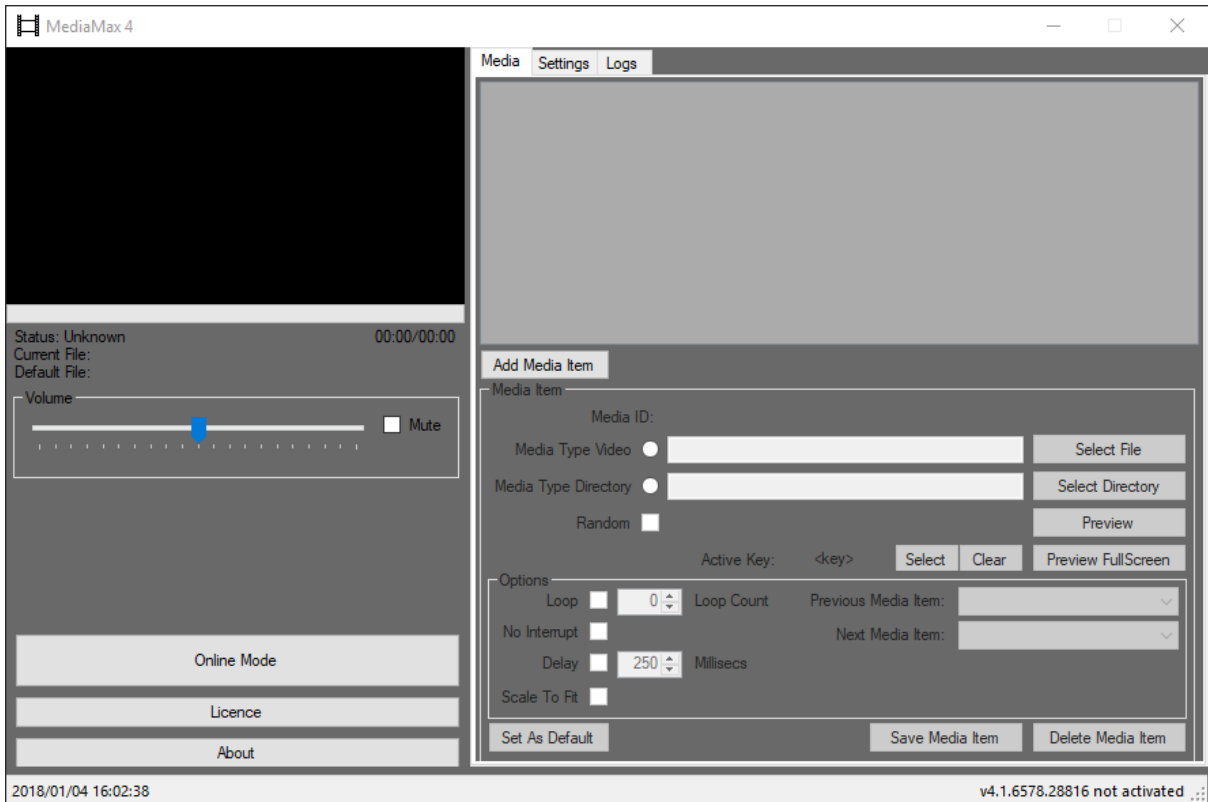 MediaMax 4
Media Settings Logs
Status: Unknown 00:00/00:00
Current File:
Default File:
Volume
Mute
Online Mode
Licence
About
Add Media Item
Media Item
Media ID:
Media Type Video Select File
Media Type Directory Select Directory
Random Preview
Active Key: <key> Select Clear Preview FullScreen
Options
Loop 0 Loop Count Previous Media Item:
No Interrupt Next Media Item:
Delay 250 Millisecs
Scale To Fit
Set As Default Save Media Item Delete Media Item
2018/01/04 16:02:38 v4.1.6578.28816 not activated